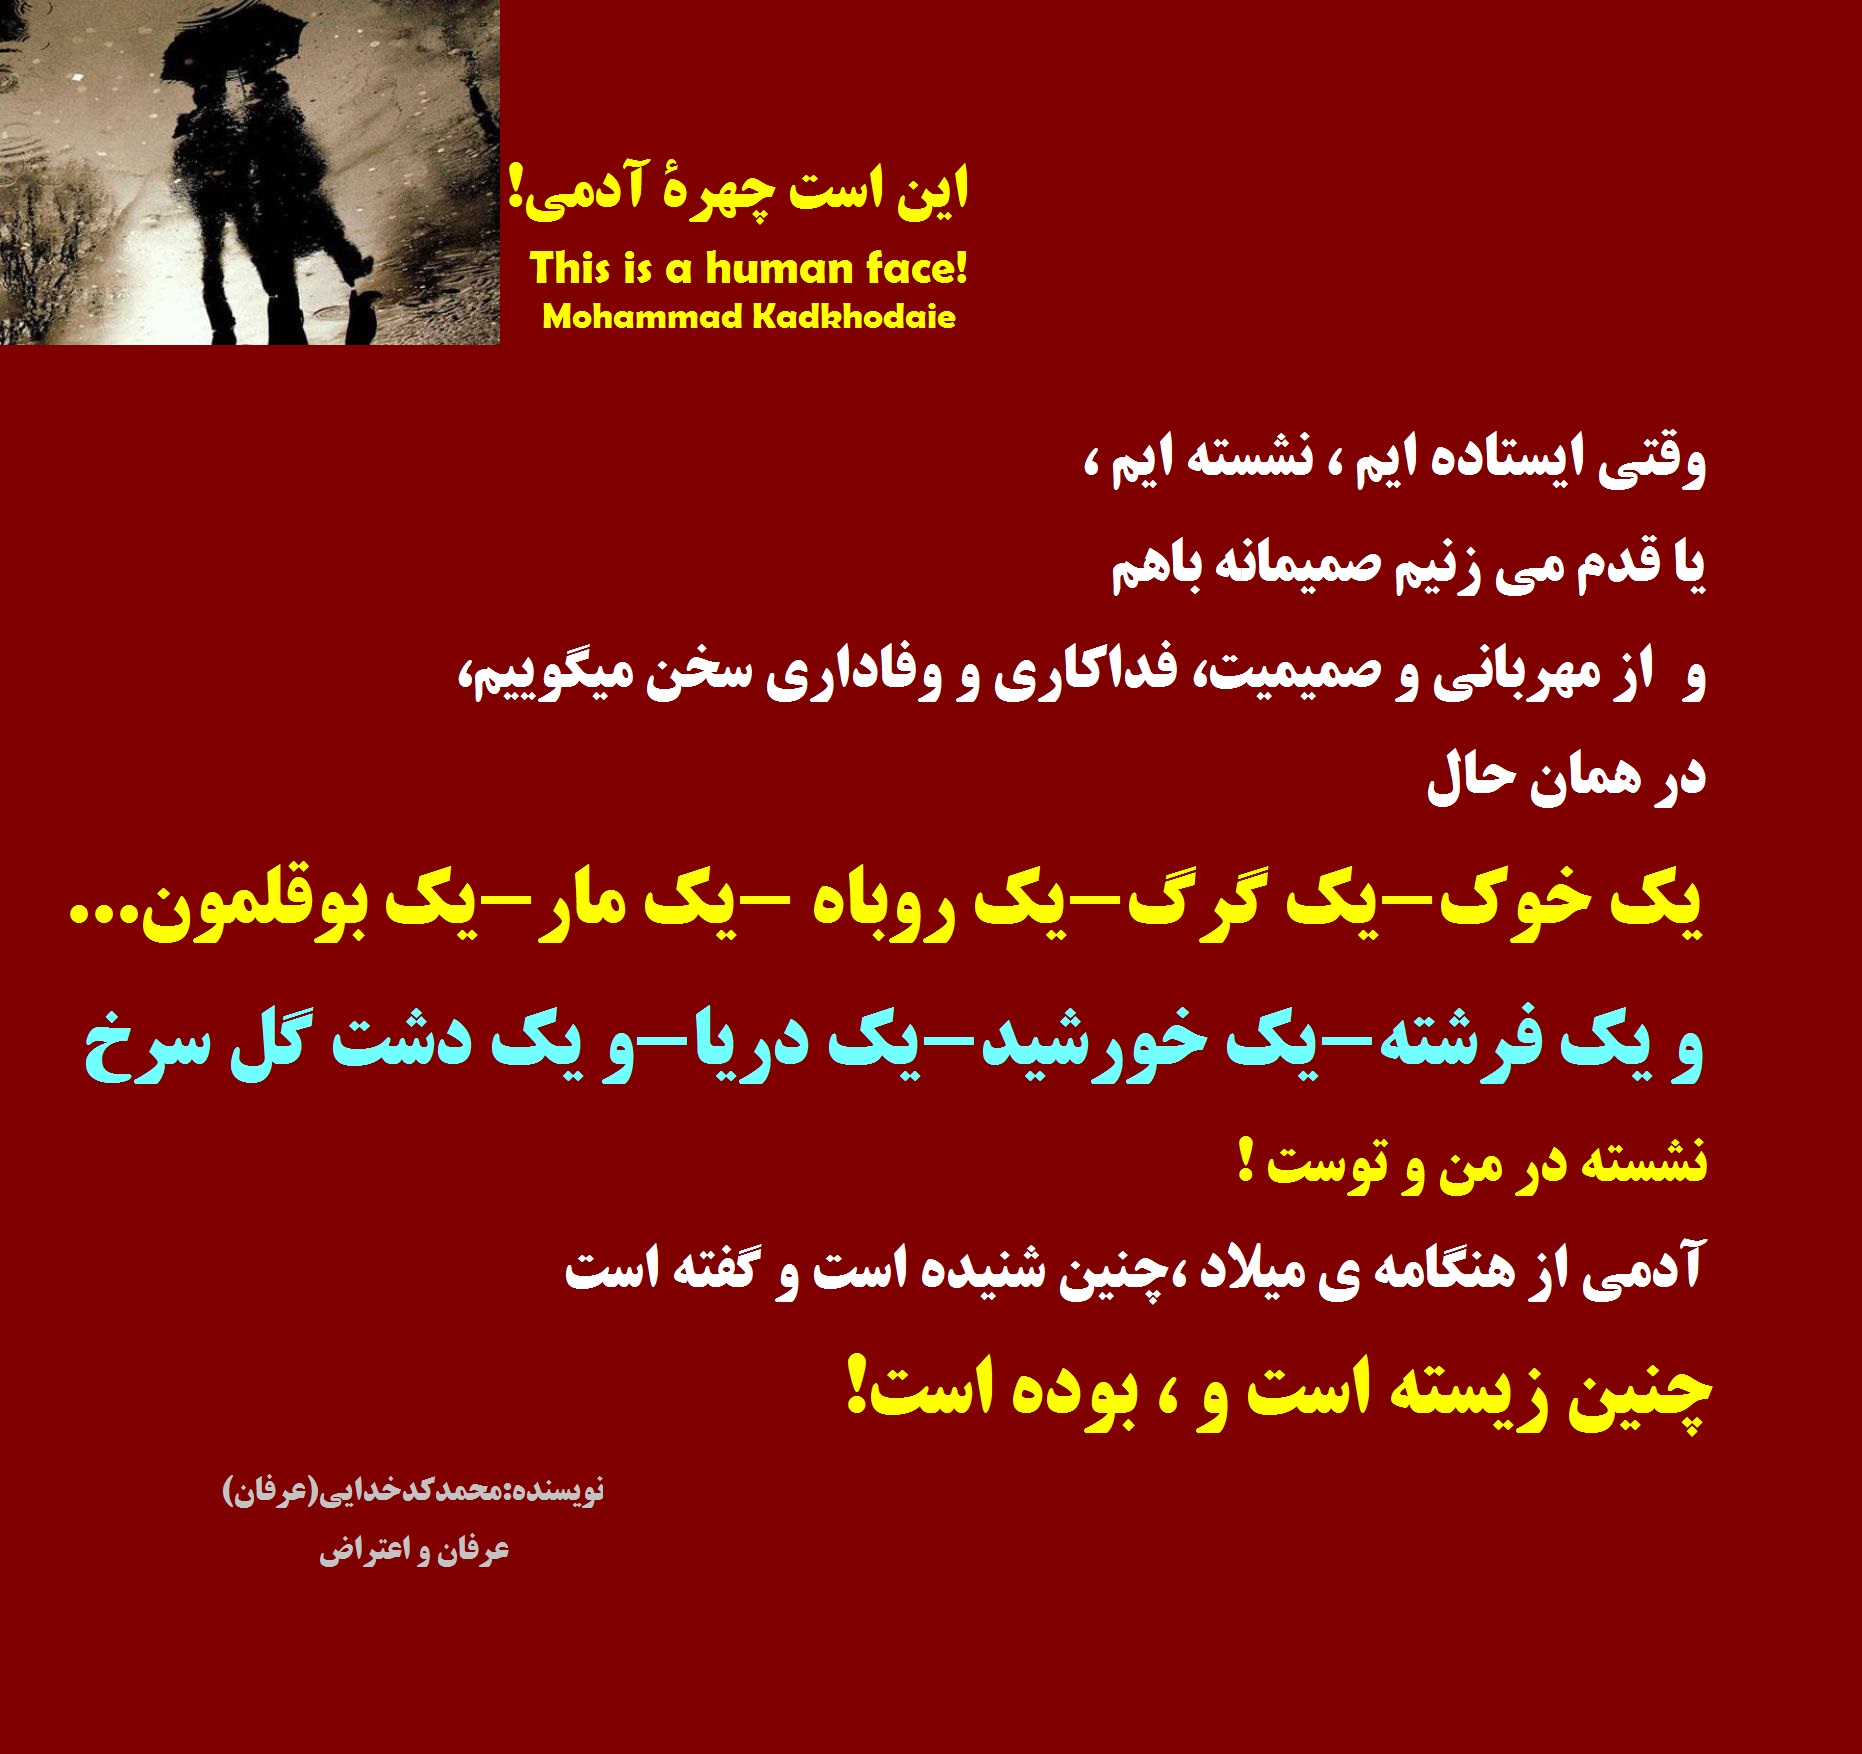 این است چهرهٔ آدمی!
This is a human face!
Mohammad Kadkhodaie
وقتی ایستاده ایم ، نشسته ایم ،
یا قدم می زنیم صمیمانه باهم
و از مهربانی و صمیمیت، فداکاری و وفاداری سخن میگوییم،
در همان حال
یک خوک-یک گرگ-یک روباه -یک مار-یک بوقلمون...
و یک فرشته-یک خورشید-یک دریا-و یک دشت گل سرخ
نشسته در من و توست !
آدمی از هنگامه ی میلاد ،چنین شنیده است و گفته است
چنین زیسته است و ، بوده است!
نویسنده:محمدکدخدایی(عرفان)
عرفان و اعتراض